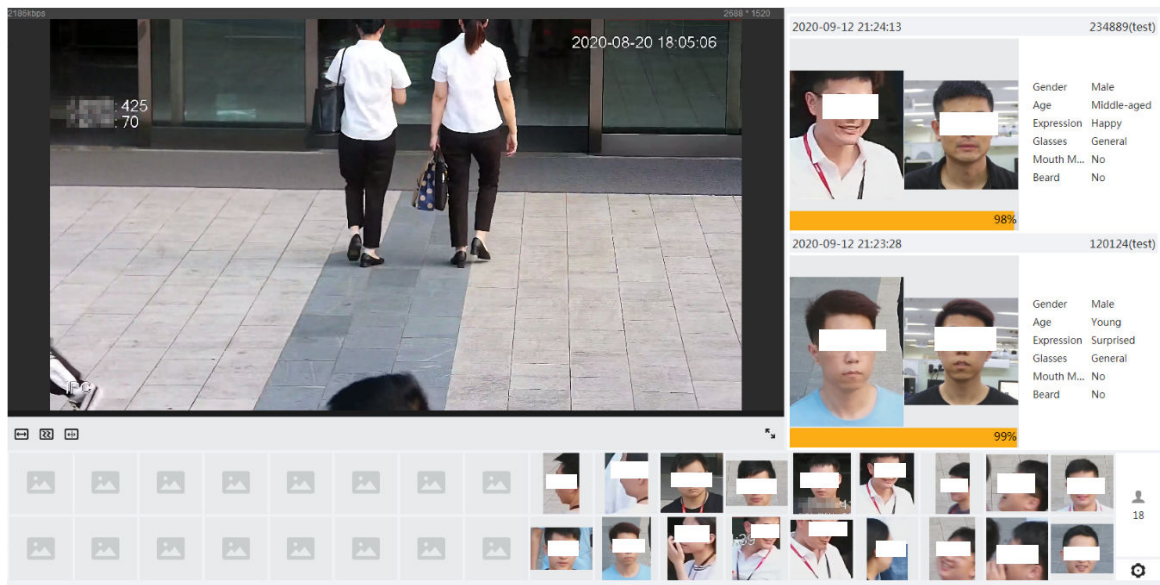 2186kbps
2688 * 1520
2020-08-20 18:05:06
: 425
: 70
IPC
2020-09-12 21:24:13 234889(test)
Gender Male
Age Middle-aged
Expression Happy
Glasses General
Mouth M... No
Beard No
98%
2020-09-12 21:23:28 120124(test)
Gender Male
Age Young
Expression Surprised
Glasses General
Mouth M... No
Beard No
99%
18